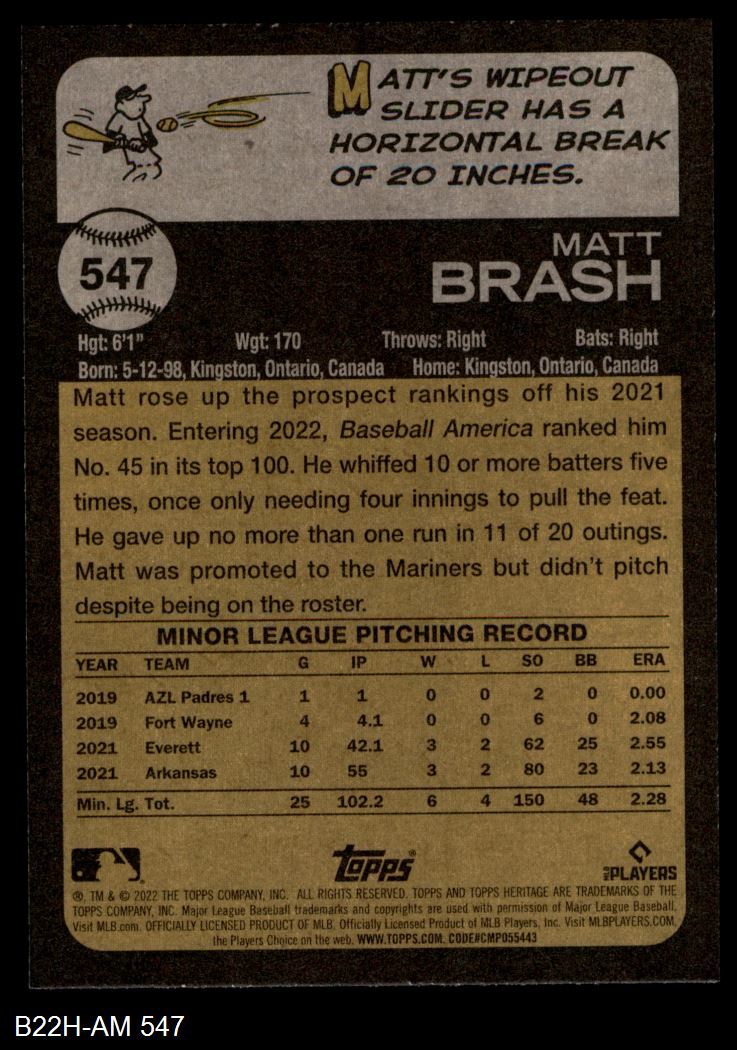 MATT'S WIPEOUT
SLIDER HAS A
HORIZONTAL BREAK
OF 20 INCHES.
547
MATT
BRASH
Hgt: 6'1" Wgt: 170 Throws: Right Bats: Right
Born: 5-12-98, Kingston, Ontario, Canada Home: Kingston, Ontario, Canada
Matt rose up the prospect rankings off his 2021
season. Entering 2022, Baseball America ranked him
No. 45 in its top 100. He whiffed 10 or more batters five
times, once only needing four innings to pull the feat.
He gave up no more than one run in 11 of 20 outings.
Matt was promoted to the Mariners but didn't pitch
despite being on the roster.
MINOR LEAGUE PITCHING RECORD
YEAR TEAM G IP W L SO BB ERA
2019 AZL Padres 1 1 1 0 0 2 0 0.00
2019 Fort Wayne 4 4.1 0 0 6 0 2.08
2021 Everett 10 42.1 3 2 62 25 2.55
2021 Arkansas 10 55 3 2 80 23 2.13
Min. Lg. Tot. 25 102.2 6 4 150 48 2.28
Topps®
MLB PLAYERS
®, TM & © 2022 THE TOPPS COMPANY, INC. ALL RIGHTS RESERVED. TOPPS AND TOPPS HERITAGE ARE TRADEMARKS OF THE
TOPPS COMPANY, INC. Major League Baseball trademarks and copyrights are used with permission of Major League Baseball.
Visit MLB.com. OFFICIALLY LICENSED PRODUCT OF MLB. Officially Licensed Product of MLB Players, Inc. Visit MLBPLAYERS.COM,
the Players Choice on the web. WWW.TOPPS.COM. CODE#CMP055443
B22H-AM 547